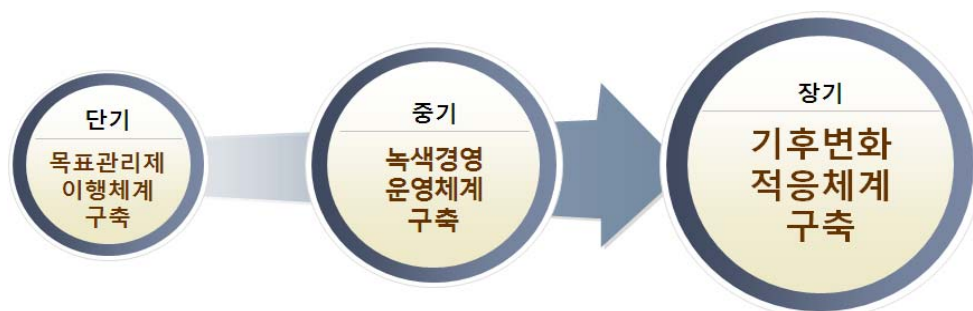 단기
목표관리제
이행체계
구축
중기
녹색경영
운영체계
구축
장기
기후변화
적응체계
구축